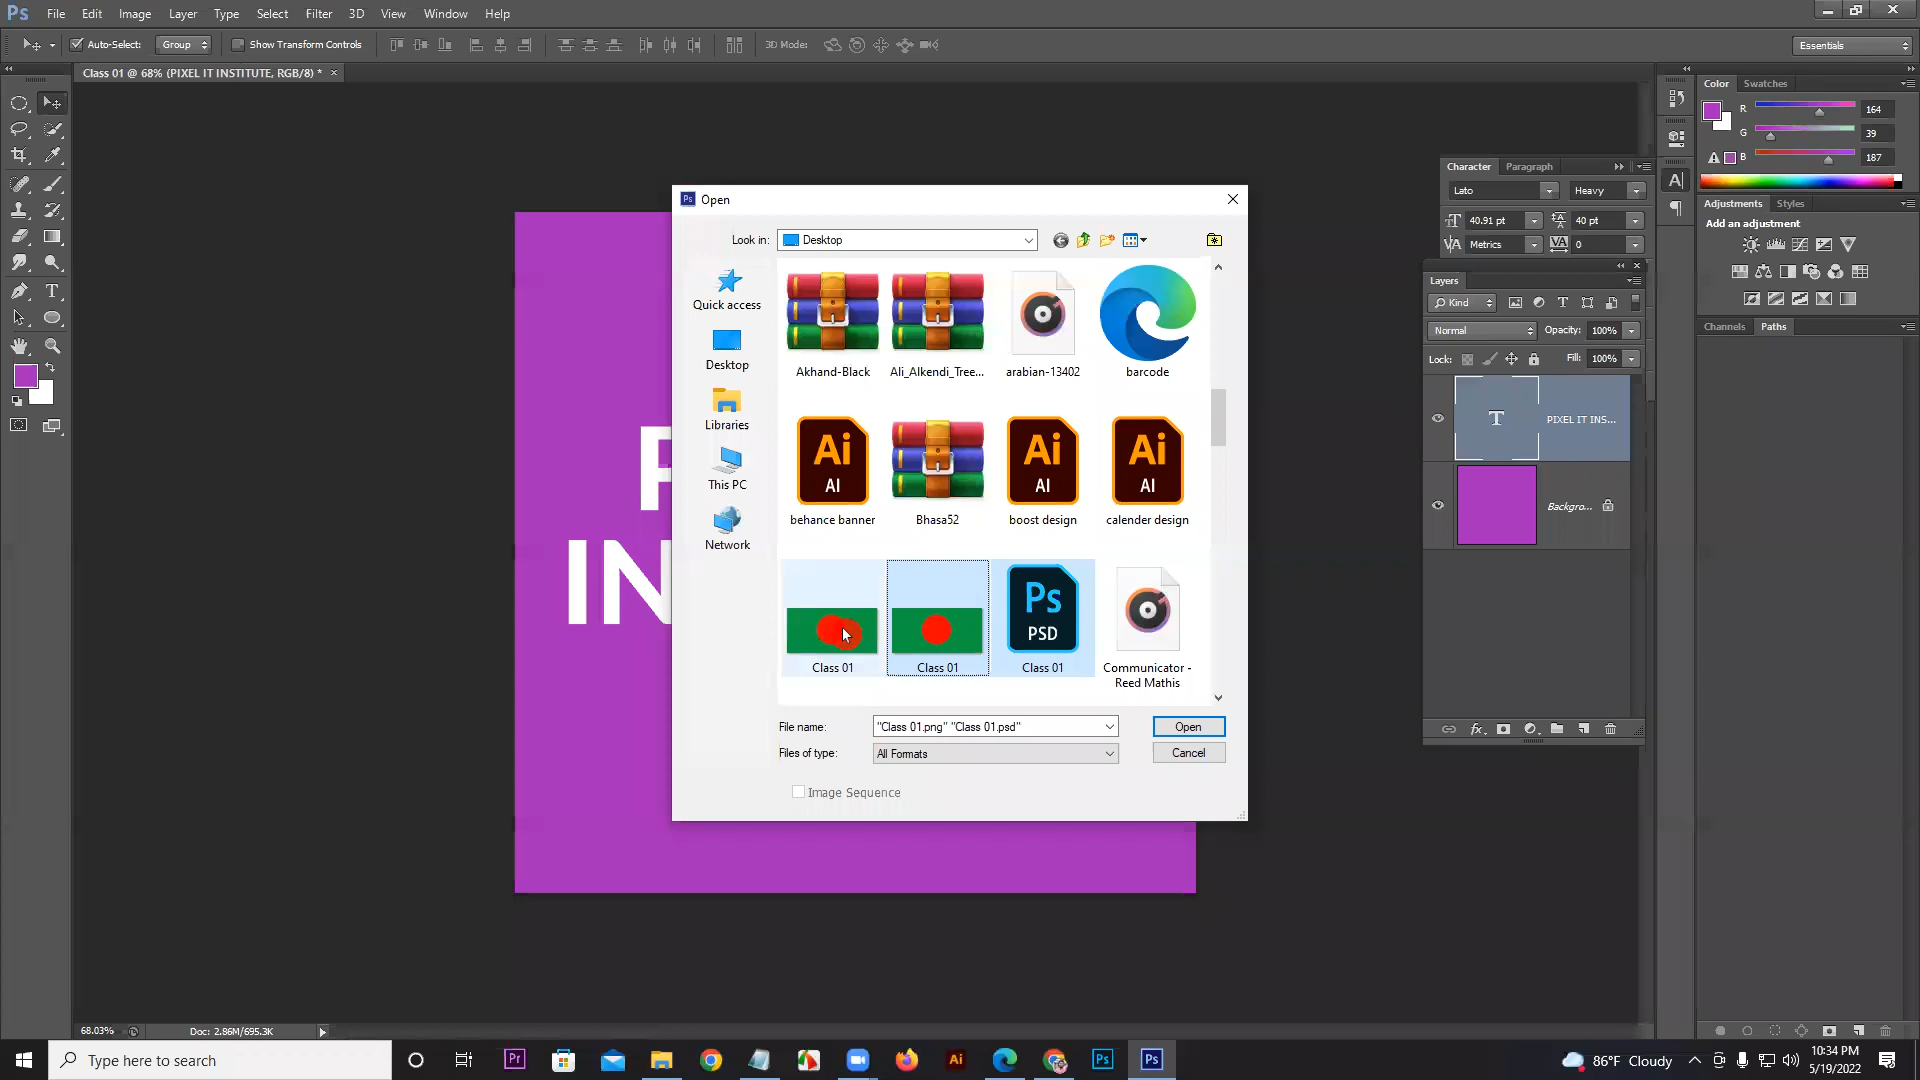 Ps File Edit Image Layer Type Select Filter 3D View Window Help
Auto-Select: Group Show Transform Controls 3D Mode: Essentials
Class 01 @ 68% (PIXEL IT INSTITUTE, RGB/8) * ×
Color Swatches
R 164
G 39
B 187
Character Paragraph
Lato Heavy
40.91 pt 40 pt
Metrics 0
Adjustments Styles
Add an adjustment
Layers
Kind
Normal Opacity: 100%
Lock: Fill: 100%
T PIXEL IT INS...
Backgro...
Channels Paths
P
IN
Ps Open
Look in: Desktop
Quick access
Desktop
Libraries
This PC
Network
Akhand-Black Ali_Alkendi_Tree... arabian-13402 barcode
Ai Ai Ai
AI AI AI
behance banner Bhasa52 boost design calender design
Ps
PSD
Class 01 Class 01 Class 01 Communicator -
Reed Mathis
File name: "Class 01.png" "Class 01.psd" Open
Files of type: All Formats Cancel
Image Sequence
68.03% Doc: 2.86M/695.3K
Type here to search
Pr Ai Ps Ps
86°F Cloudy
10:34 PM
5/19/2022